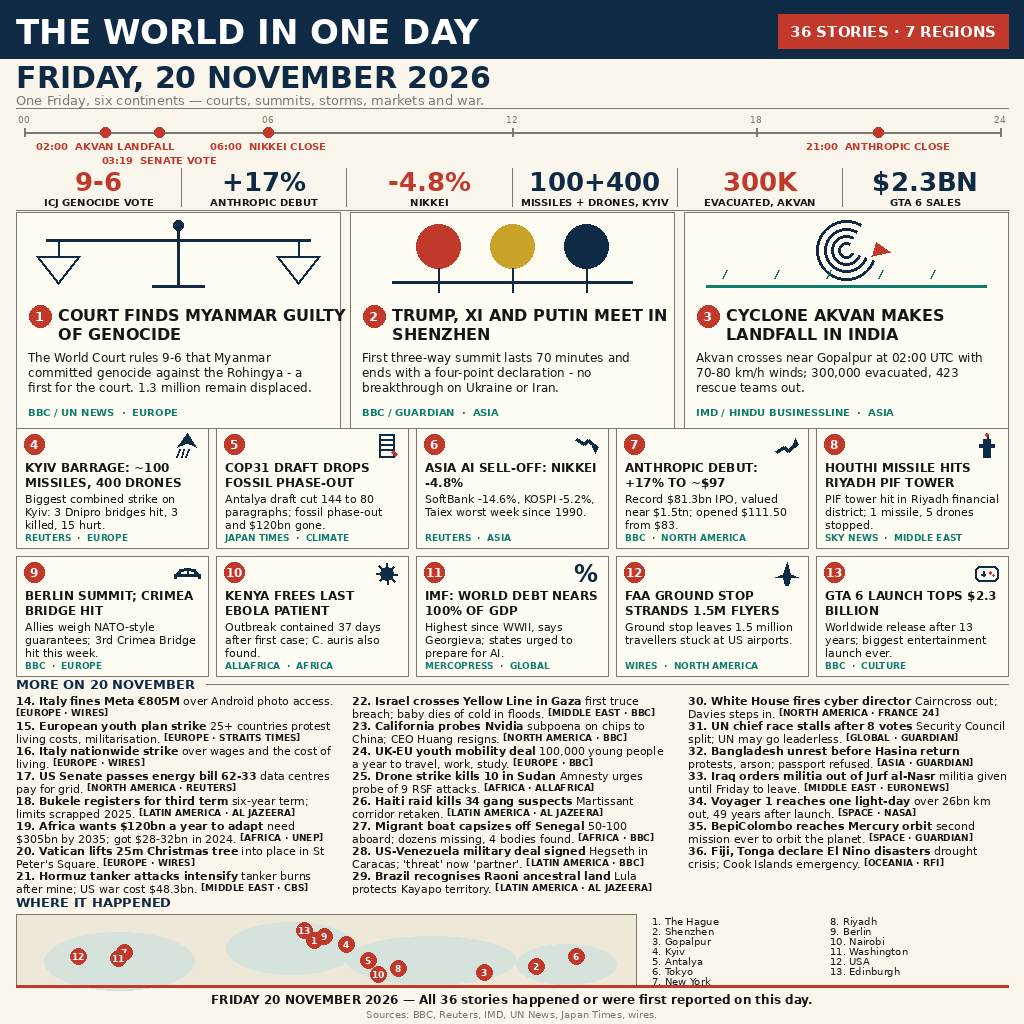 THE WORLD IN ONE DAY
36 STORIES · 7 REGIONS
FRIDAY, 20 NOVEMBER 2026
One Friday, six continents — courts, summits, storms, markets and war.
00 06 12 18 24
02:00 AKVAN LANDFALL 06:00 NIKKEI CLOSE 21:00 ANTHROPIC CLOSE
03:19 SENATE VOTE
9-6 +17% -4.8% 100+400 300K $2.3BN
ICJ GENOCIDE VOTE ANTHROPIC DEBUT NIKKEI MISSILES + DRONES, KYIV EVACUATED, AKVAN GTA 6 SALES
1 COURT FINDS MYANMAR GUILTY
OF GENOCIDE
The World Court rules 9-6 that Myanmar
committed genocide against the Rohingya - a
first for the court. 1.3 million remain displaced.
BBC / UN NEWS · EUROPE
2 TRUMP, XI AND PUTIN MEET IN
SHENZHEN
First three-way summit lasts 70 minutes and
ends with a four-point declaration - no
breakthrough on Ukraine or Iran.
BBC / GUARDIAN · ASIA
3 CYCLONE AKVAN MAKES
LANDFALL IN INDIA
Akvan crosses near Gopalpur at 02:00 UTC with
70-80 km/h winds; 300,000 evacuated, 423
rescue teams out.
IMD / HINDU BUSINESSLINE · ASIA
4
KYIV BARRAGE: ~100
MISSILES, 400 DRONES
Biggest combined strike on
Kyiv: 3 Dnipro bridges hit, 3
killed, 15 hurt.
REUTERS · EUROPE
5
COP31 DRAFT DROPS
FOSSIL PHASE-OUT
Antalya draft cut 144 to 80
paragraphs; fossil phase-out
and $120bn gone.
JAPAN TIMES · CLIMATE
6
ASIA AI SELL-OFF: NIKKEI
-4.8%
SoftBank -14.6%, KOSPI -5.2%,
Taiex worst week since 1990.
REUTERS · ASIA
7
ANTHROPIC DEBUT:
+17% TO ~$97
Record $81.3bn IPO, valued
near $1.5tn; opened $111.50
from $83.
BBC · NORTH AMERICA
8
HOUTHI MISSILE HITS
RIYADH PIF TOWER
PIF tower hit in Riyadh financial
district; 1 missile, 5 drones
stopped.
SKY NEWS · MIDDLE EAST
9
BERLIN SUMMIT; CRIMEA
BRIDGE HIT
Allies weigh NATO-style
guarantees; 3rd Crimea Bridge
hit this week.
BBC · EUROPE
10
KENYA FREES LAST
EBOLA PATIENT
Outbreak contained 37 days
after first case; C. auris also
found.
ALLAFRICA · AFRICA
11 %
IMF: WORLD DEBT NEARS
100% OF GDP
Highest since WWII, says
Georgieva; states urged to
prepare for AI.
MERCOPRESS · GLOBAL
12
FAA GROUND STOP
STRANDS 1.5M FLYERS
Ground stop leaves 1.5 million
travellers stuck at US airports.
WIRES · NORTH AMERICA
13
GTA 6 LAUNCH TOPS $2.3
BILLION
Worldwide release after 13
years; biggest entertainment
launch ever.
BBC · CULTURE
MORE ON 20 NOVEMBER
14. Italy fines Meta €805M over Android photo access.
[EUROPE · WIRES]
15. European youth plan strike 25+ countries protest
living costs, militarisation. [EUROPE · STRAITS TIMES]
16. Italy nationwide strike over wages and the cost of
living. [EUROPE · WIRES]
17. US Senate passes energy bill 62-33 data centres
pay for grid. [NORTH AMERICA · REUTERS]
18. Bukele registers for third term six-year term;
limits scrapped 2025. [LATIN AMERICA · AL JAZEERA]
19. Africa wants $120bn a year to adapt need
$305bn by 2035; got $28-32bn in 2024. [AFRICA · UNEP]
20. Vatican lifts 25m Christmas tree into place in St
Peter's Square. [EUROPE · WIRES]
21. Hormuz tanker attacks intensify tanker burns
after mine; US war cost $48.3bn. [MIDDLE EAST · CBS]
22. Israel crosses Yellow Line in Gaza first truce
breach; baby dies of cold in floods. [MIDDLE EAST · BBC]
23. California probes Nvidia subpoena on chips to
China; CEO Huang resigns. [NORTH AMERICA · BBC]
24. UK-EU youth mobility deal 100,000 young people
a year to travel, work, study. [EUROPE · BBC]
25. Drone strike kills 10 in Sudan Amnesty urges
probe of 9 RSF attacks. [AFRICA · ALLAFRICA]
26. Haiti raid kills 34 gang suspects Martissant
corridor retaken. [LATIN AMERICA · AL JAZEERA]
27. Migrant boat capsizes off Senegal 50-100
aboard; dozens missing, 4 bodies found. [AFRICA · BBC]
28. US-Venezuela military deal signed Hegseth in
Caracas; 'threat' now 'partner'. [LATIN AMERICA · BBC]
29. Brazil recognises Raoni ancestral land Lula
protects Kayapo territory. [LATIN AMERICA · AL JAZEERA]
30. White House fires cyber director Cairncross out;
Davies steps in. [NORTH AMERICA · FRANCE 24]
31. UN chief race stalls after 8 votes Security Council
split; UN may go leaderless. [GLOBAL · GUARDIAN]
32. Bangladesh unrest before Hasina return
protests, arson; passport refused. [ASIA · GUARDIAN]
33. Iraq orders militia out of Jurf al-Nasr militia given
until Friday to leave. [MIDDLE EAST · EURONEWS]
34. Voyager 1 reaches one light-day over 26bn km
out, 49 years after launch. [SPACE · NASA]
35. BepiColombo reaches Mercury orbit second
mission ever to orbit the planet. [SPACE · GUARDIAN]
36. Fiji, Tonga declare El Nino disasters drought
crisis; Cook Islands emergency. [OCEANIA · RFI]
WHERE IT HAPPENED
12 7 11 13 1 9 4 5 10 8 3 2 6
1. The Hague
2. Shenzhen
3. Gopalpur
4. Kyiv
5. Antalya
6. Tokyo
7. New York
8. Riyadh
9. Berlin
10. Nairobi
11. Washington
12. USA
13. Edinburgh
FRIDAY 20 NOVEMBER 2026 — All 36 stories happened or were first reported on this day.
Sources: BBC, Reuters, IMD, UN News, Japan Times, wires.